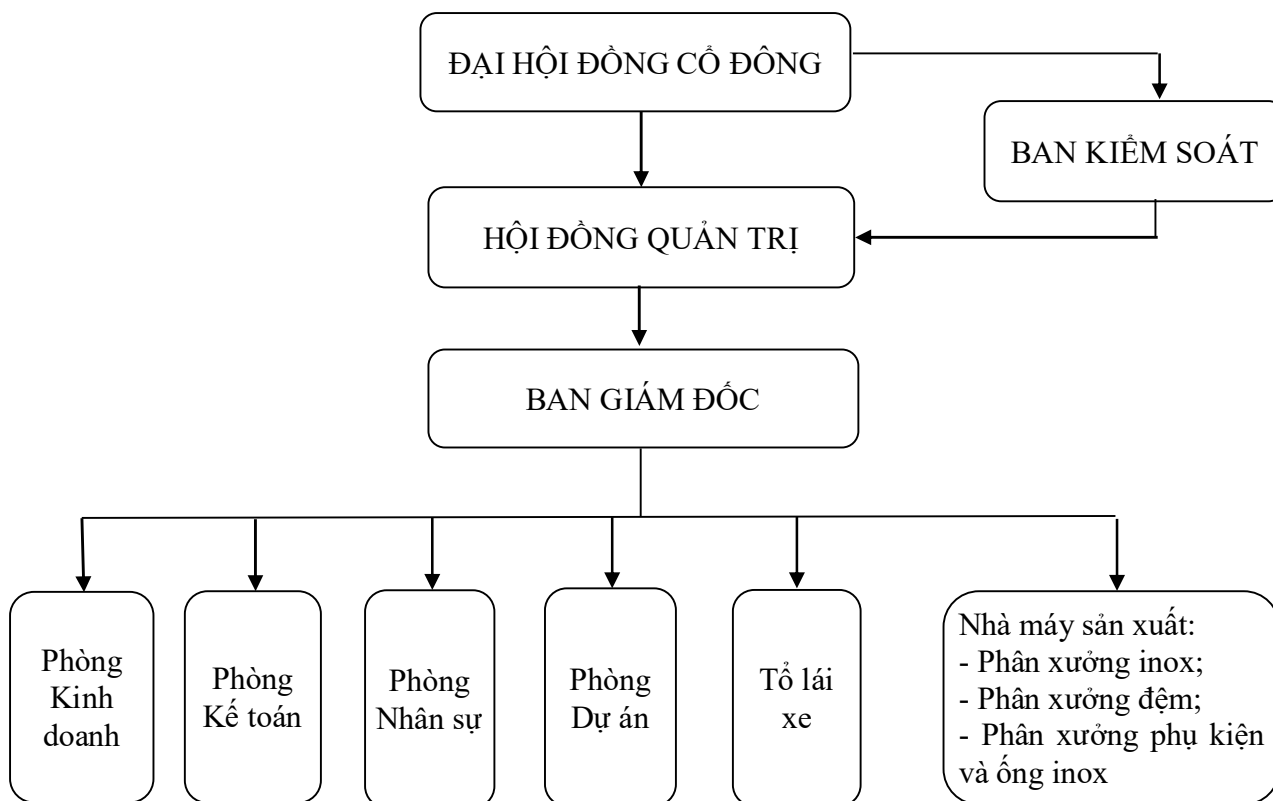 ĐẠI HỘI ĐỒNG CỔ ĐÔNG
BAN KIỂM SOÁT
HỘI ĐỒNG QUẢN TRỊ
BAN GIÁM ĐỐC
Phòng
Kinh
doanh
Phòng
Kế toán
Phòng
Nhân sự
Phòng
Dự án
Tổ lái
xe
Nhà máy sản xuất:
- Phân xưởng inox;
- Phân xưởng đệm;
- Phân xưởng phụ kiện
và ống inox